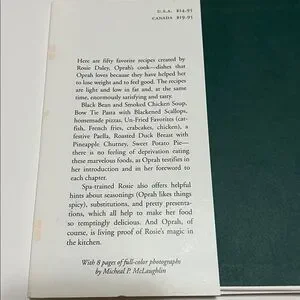 U.S.A. $14.95
CANADA $19.95
Here are fifty favorite recipes created by
Rosie Daley, Oprah's cook—dishes that
Oprah loves because they have helped her
to lose weight and to feel good. The recipes
are light and low in fat and, at the same
time, enormously satisfying and tasty.
Black Bean and Smoked Chicken Soup,
Bow Tie Pasta with Blackened Scallops,
homemade pizzas, Un-Fried Favorites (cat-
fish, French fries, crabcakes, chicken), a
festive Paella, Roasted Duck Breast with
Pineapple Chutney, Sweet Potato Pie—
there is no feeling of deprivation eating
these marvelous foods, as Oprah testifies in
her introduction and in her foreword to
each chapter.
Spa-trained Rosie also offers helpful
hints about seasonings (Oprah likes things
spicy), substitutions, and pretty presenta-
tions, which all help to make her food
so temptingly delicious. And Oprah, of
course, is living proof of Rosie's magic in
the kitchen.
With 8 pages of full-color photographs
by Micheal P. McLaughlin